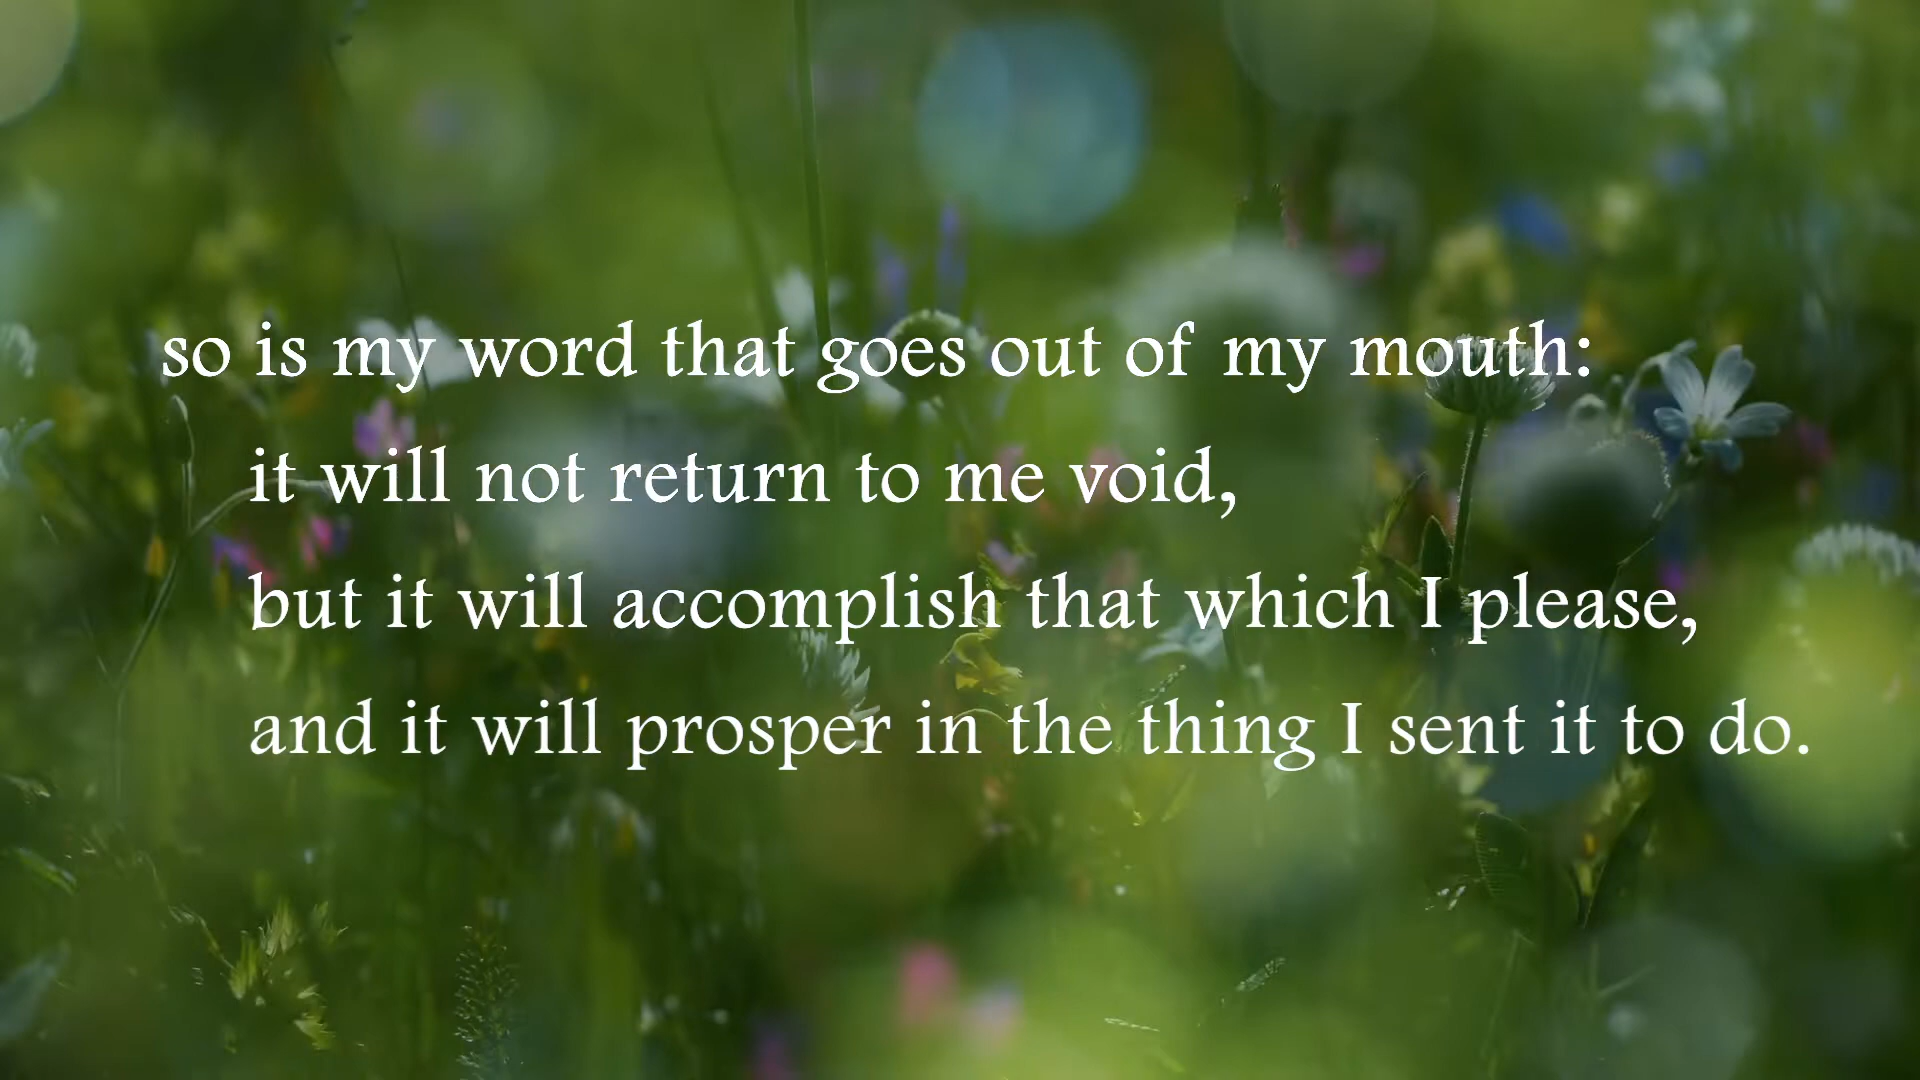 so is my word that goes out of my mouth:
it will not return to me void,
but it will accomplish that which I please,
and it will prosper in the thing I sent it to do.